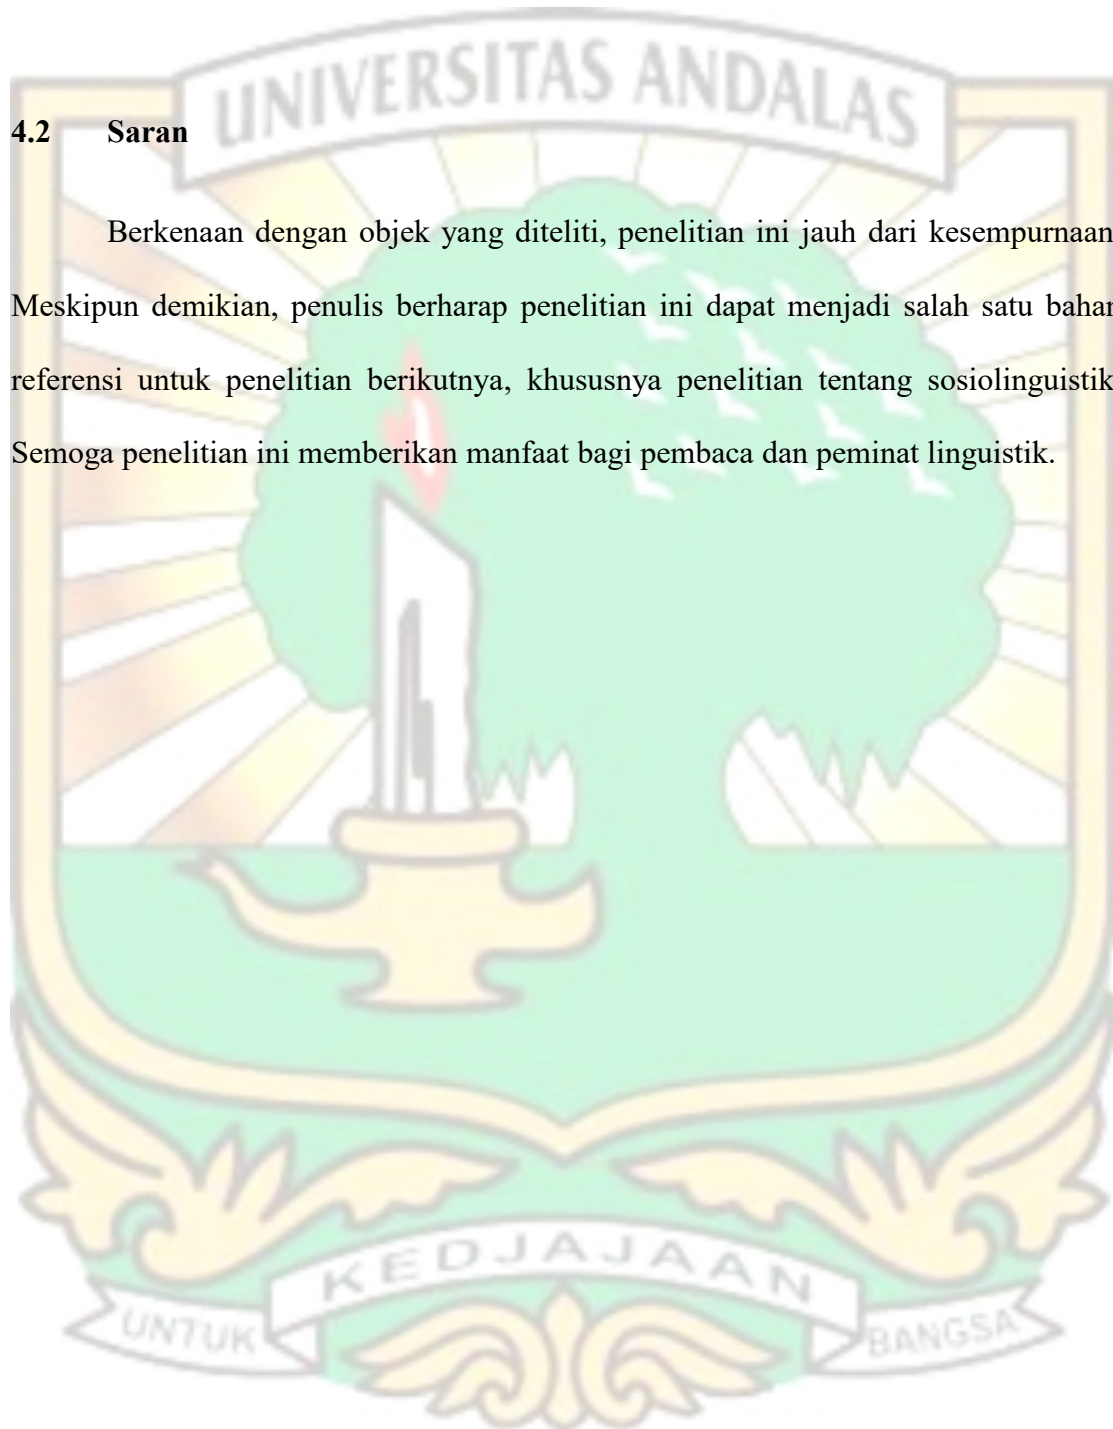 UNIVERSITAS ANDALAS
4.2 Saran
Berkenaan dengan objek yang diteliti, penelitian ini jauh dari kesempurnaan
Meskipun demikian, penulis berharap penelitian ini dapat menjadi salah satu bahan
referensi untuk penelitian berikutnya, khususnya penelitian tentang sosiolinguistik
Semoga penelitian ini memberikan manfaat bagi pembaca dan peminat linguistik.
KEDJAJAAN
UNTUK BANGSA